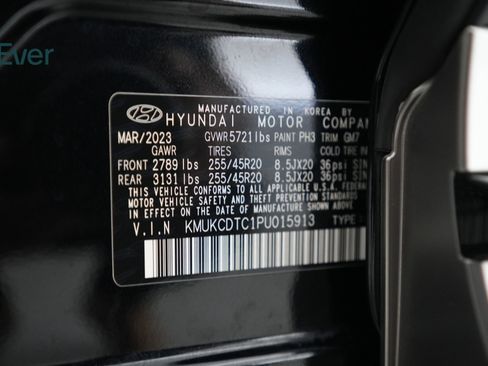 Ever
MANUFACTURED IN KOREA BY
HYUNDAI MOTOR COMPAN
MAR/2023 GVWR 5721lbs PAINT PH3 TRIM GM7
GAWR TIRES RIMS COLD TIRE IN
FRONT 2789 lbs 255/45R20 8.5JX20 36psi SIN
REAR 3131 lbs 255/45R20 8.5JX20 36psi SIN
THIS VEHICLE CONFORMS TO ALL APPLICABLE U.S.A. FEDERAL
MOTOR VEHICLE SAFETY AND THEFT PREVENTION STANDARDS
IN EFFECT ON THE DATE OF MANUFACTURE SHOWN ABOVE.
V.I.N KMUKCDTC1PU015913 TYPE